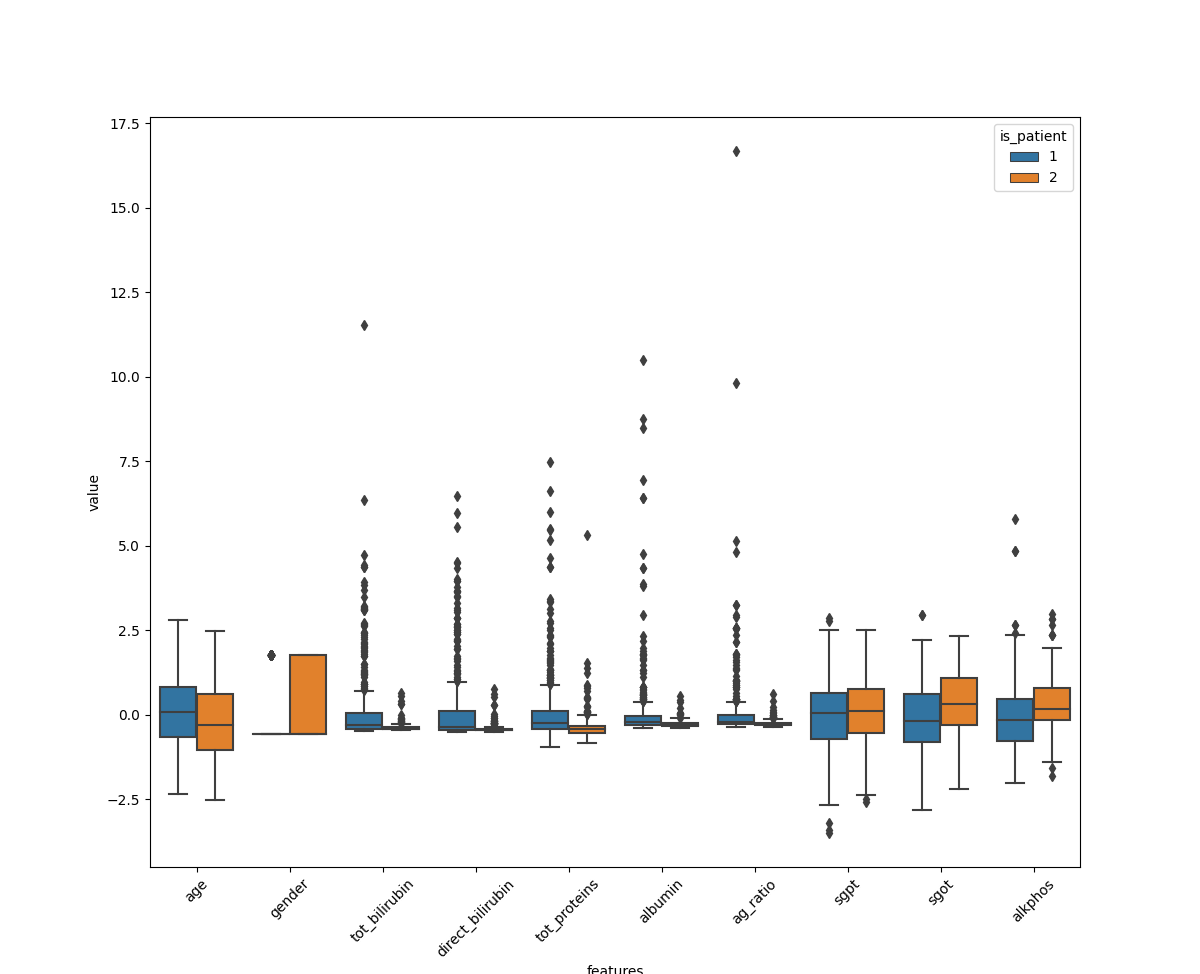 17.5
15.0
12.5
10.0
7.5
5.0
2.5
0.0
−2.5
value
is_patient
1
2
age
gender
tot_bilirubin
direct_bilirubin
tot_proteins
albumin
ag_ratio
sgpt
sgot
alkphos
features